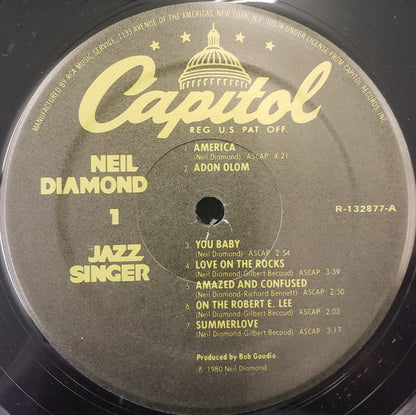 MANUFACTURED BY RCA MUSIC SERVICE, 1133 AVENUE OF THE AMERICAS, NEW YORK, N.Y. 10036 UNDER LICENSE FROM CAPITOL RECORDS INC
Capitol
REG. U.S. PAT. OFF.
NEIL
DIAMOND
1
JAZZ
SINGER
1 AMERICA
(Neil Diamond) ASCAP 4:21
2 ADON OLOM
R-132877-A
3 YOU BABY
(Neil Diamond) ASCAP 2:54
4 LOVE ON THE ROCKS
(Neil Diamond-Gilbert Becoud) ASCAP 3:39
5 AMAZED AND CONFUSED
(Neil Diamond-Richard Bennett) ASCAP 2:50
6 ON THE ROBERT E. LEE
(Neil Diamond-Gilbert Becoud) ASCAP 2:03
7 SUMMERLOVE
(Neil Diamond-Gilbert Becoud) ASCAP 3:17
Produced by Bob Gaudio
℗ 1980 Neil Diamond